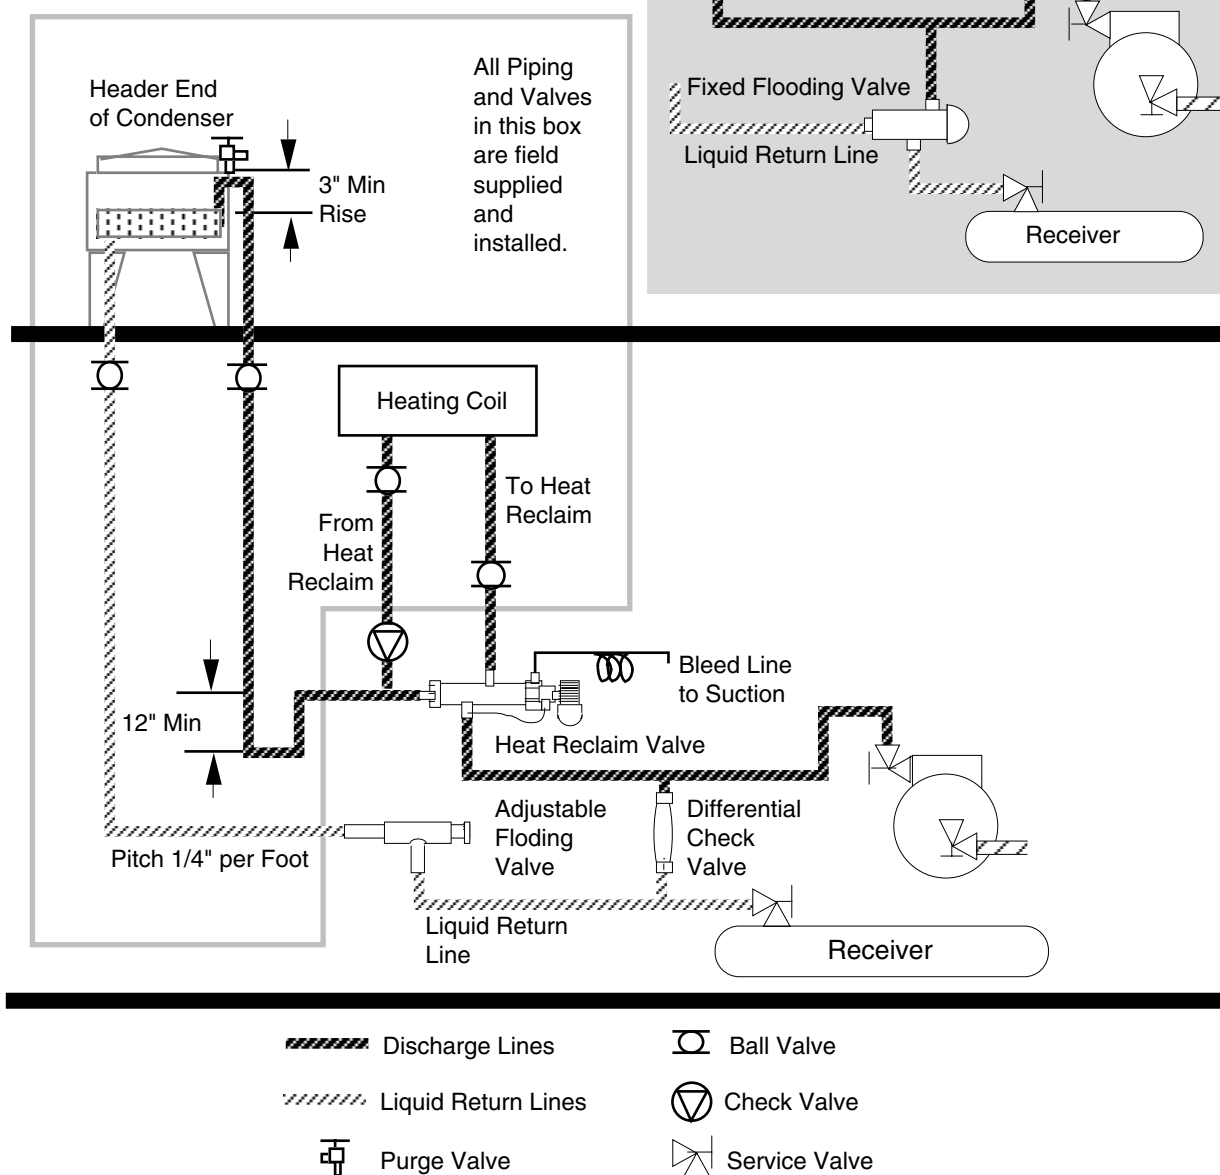 Header End
of Condenser
All Piping
and Valves
in this box
are field
supplied
and
installed.
3" Min
Rise
Fixed Flooding Valve
Liquid Return Line
Receiver
Heating Coil
To Heat
Reclaim
From
Heat
Reclaim
Bleed Line
to Suction
12" Min
Heat Reclaim Valve
Adjustable
Floding
Valve
Differential
Check
Valve
Pitch 1/4" per Foot
Liquid Return
Line
Receiver
Discharge Lines
Ball Valve
Liquid Return Lines
Check Valve
Purge Valve
Service Valve